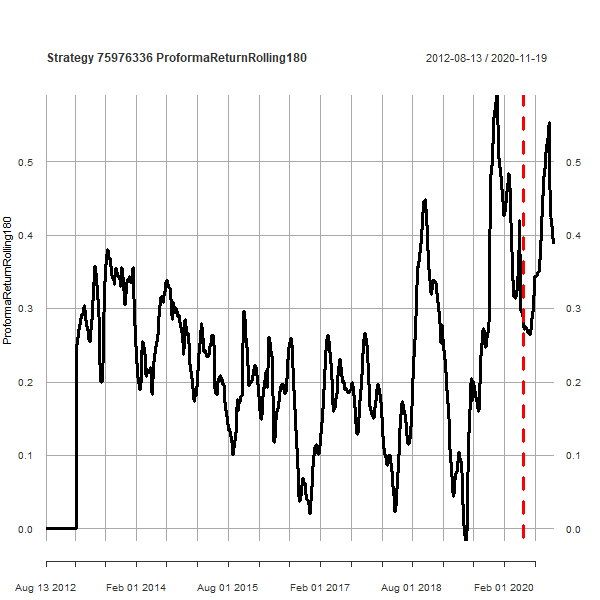 Strategy 75976336 ProformaReturnRolling180
2012-08-13 / 2020-11-19
ProformaReturnRolling180
0.5
0.4
0.3
0.2
0.1
0.0
0.5
0.4
0.3
0.2
0.1
0.0
Aug 13 2012
Feb 01 2014
Aug 01 2015
Feb 01 2017
Aug 01 2018
Feb 01 2020